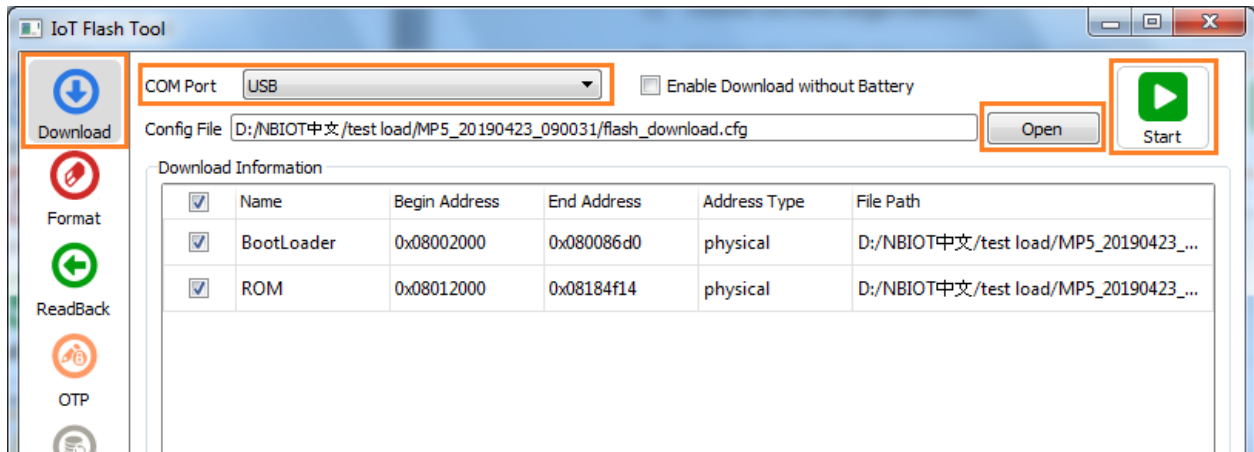 IoT Flash Tool
COM Port USB Enable Download without Battery
Download
Config File D:/NBIOT中文/test load/MP5_20190423_090031/flash_download.cfg Open
Start
Download Information
Name Begin Address End Address Address Type File Path
Format
BootLoader 0x08002000 0x080086d0 physical D:/NBIOT中文/test load/MP5_20190423_...
ROM 0x08012000 0x08184f14 physical D:/NBIOT中文/test load/MP5_20190423_...
ReadBack
OTP